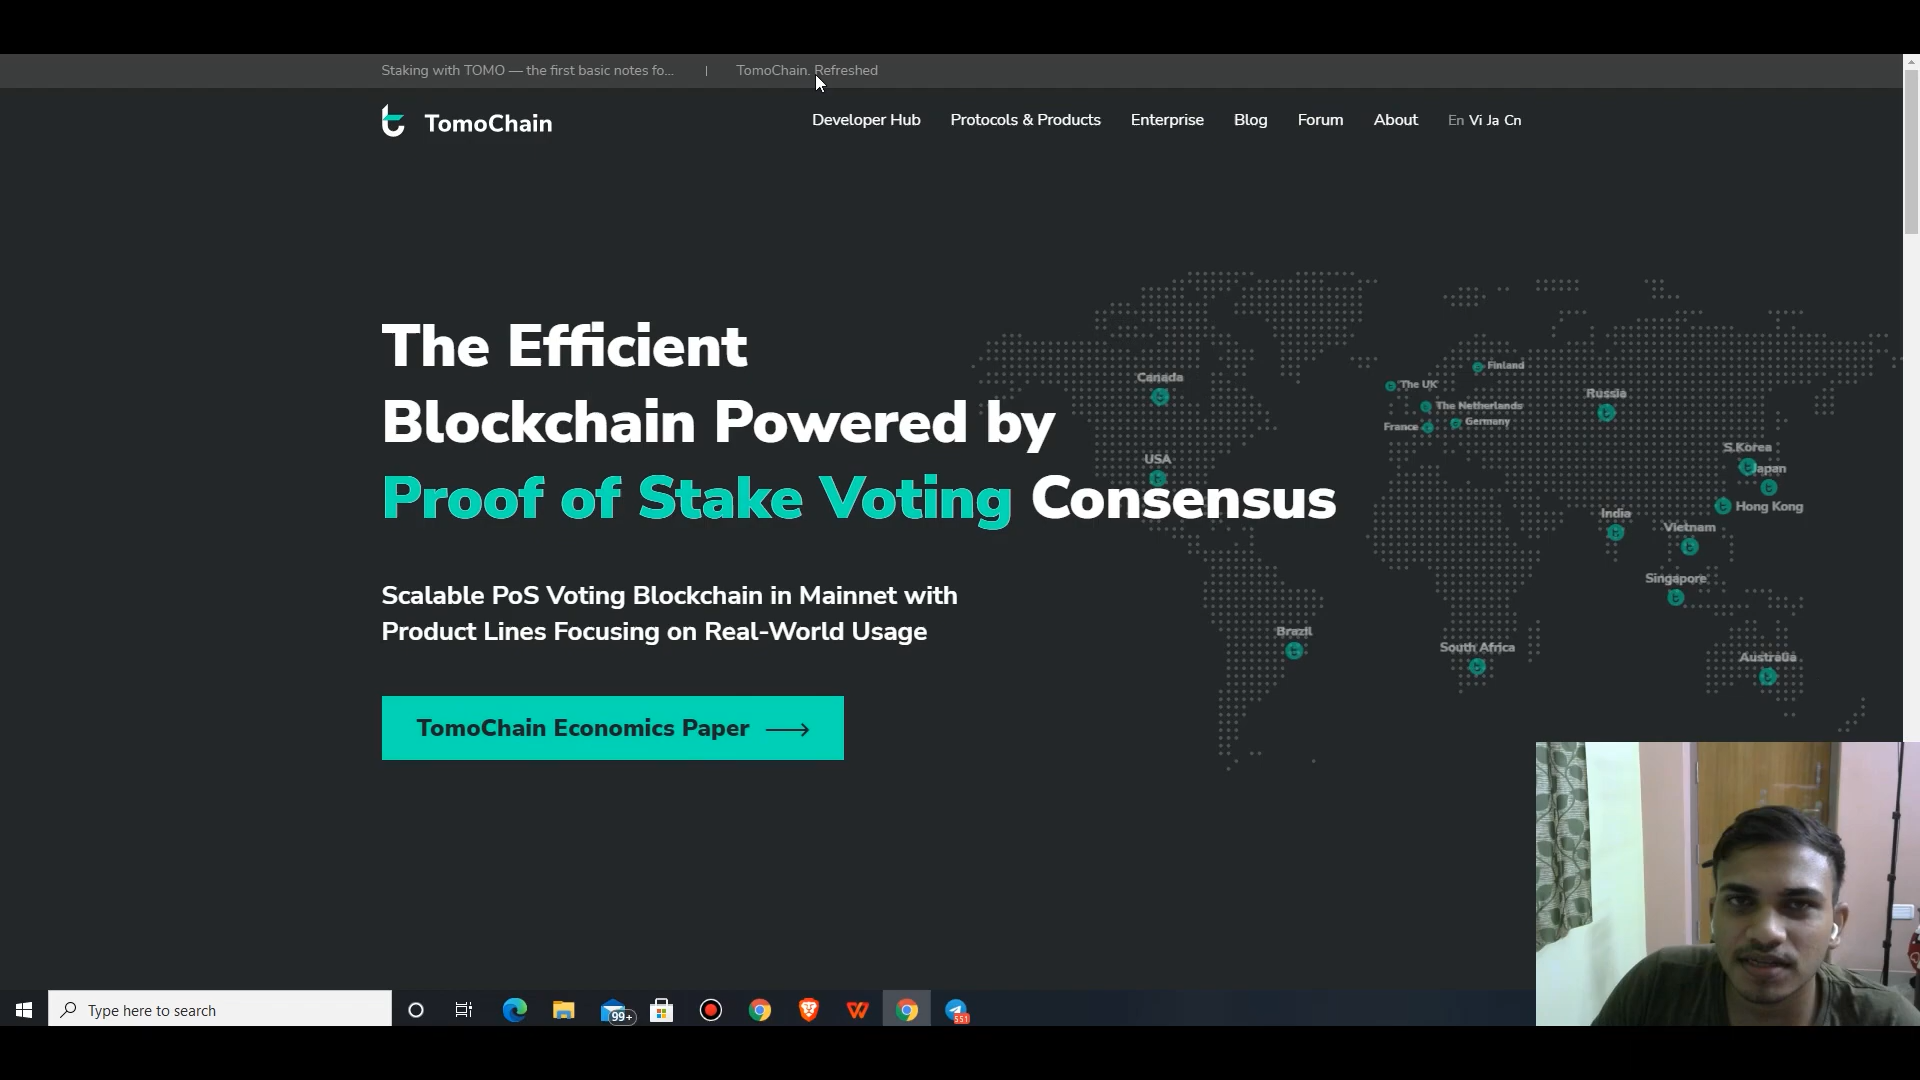 Staking with TOMO — the first basic notes fo... | TomoChain. Refreshed
TomoChain
Developer Hub Protocols & Products Enterprise Blog Forum About En Vi Ja Cn
The Efficient
Blockchain Powered by
Proof of Stake Voting Consensus
Scalable PoS Voting Blockchain in Mainnet with
Product Lines Focusing on Real-World Usage
TomoChain Economics Paper
Canada
USA
Brazil
The UK
Finland
The Netherlands
France
Germany
Russia
S.Korea
Japan
Hong Kong
India
Vietnam
Singapore
South Africa
Australia
Type here to search
99+
551